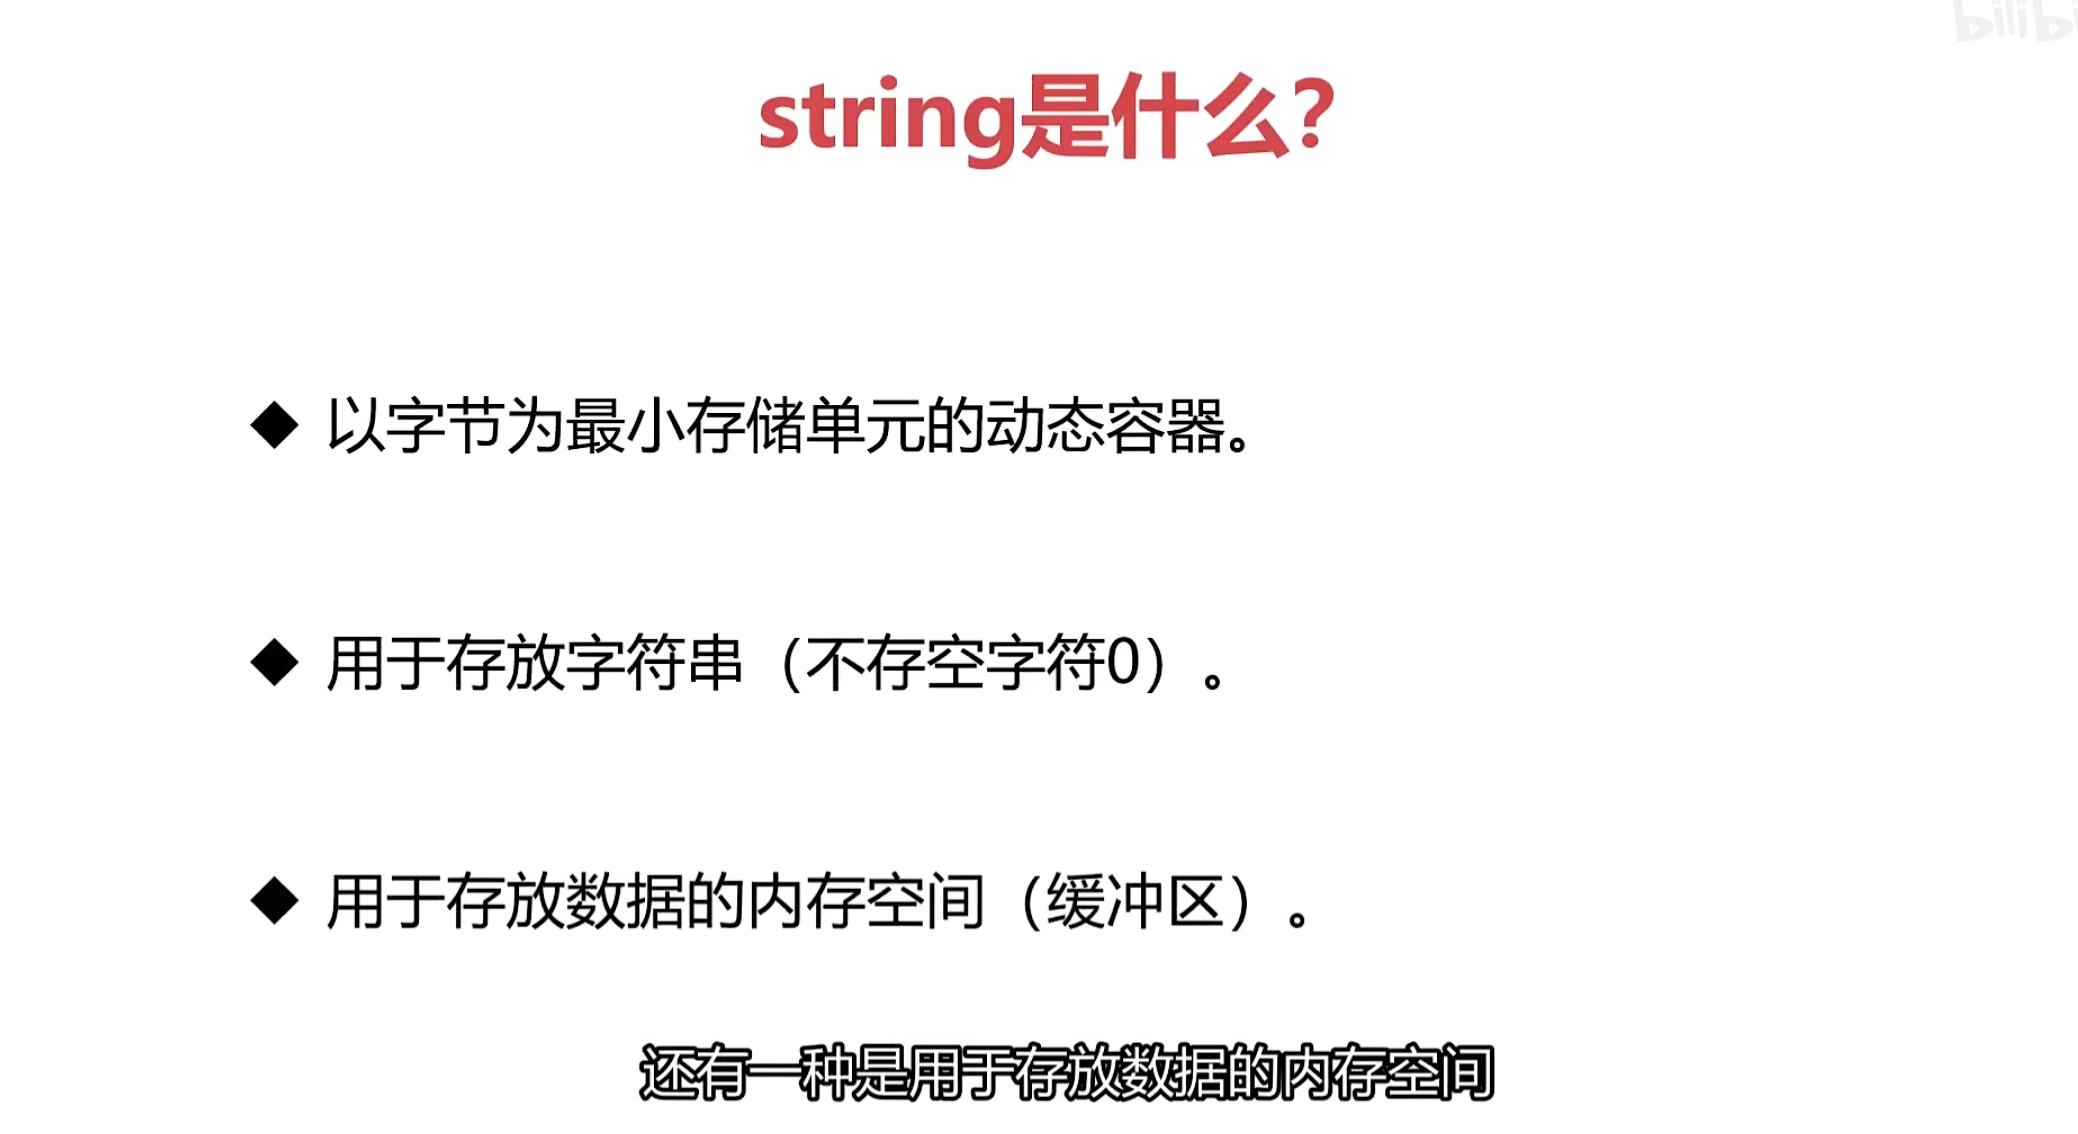 bilibi
string是什么？
◆ 以字节为最小存储单元的动态容器。
◆ 用于存放字符串（不存空字符0）。
◆ 用于存放数据的内存空间（缓冲区）。
还有一种是用于存放数据的内存空间